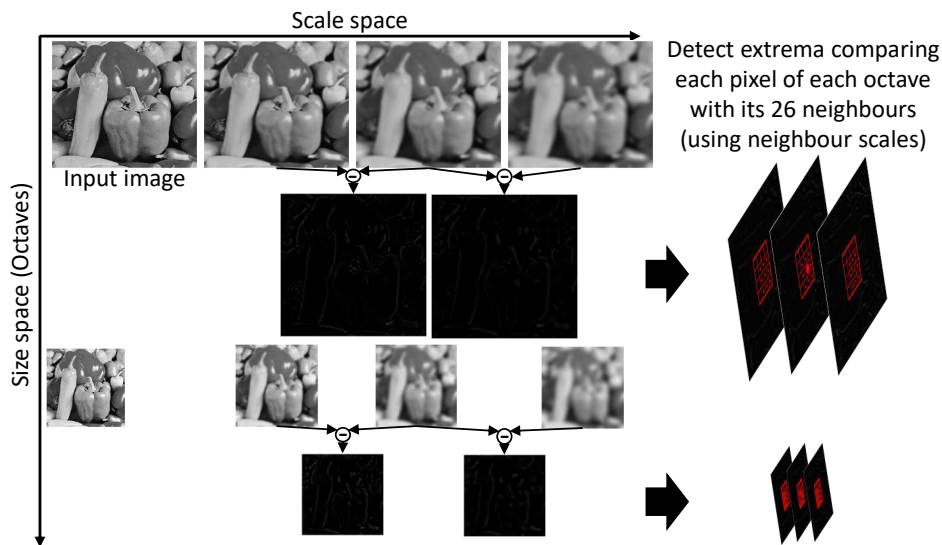 Scale space
Detect extrema comparing
each pixel of each octave
with its 26 neighbours
(using neighbour scales)
Input image
Size space (Octaves)